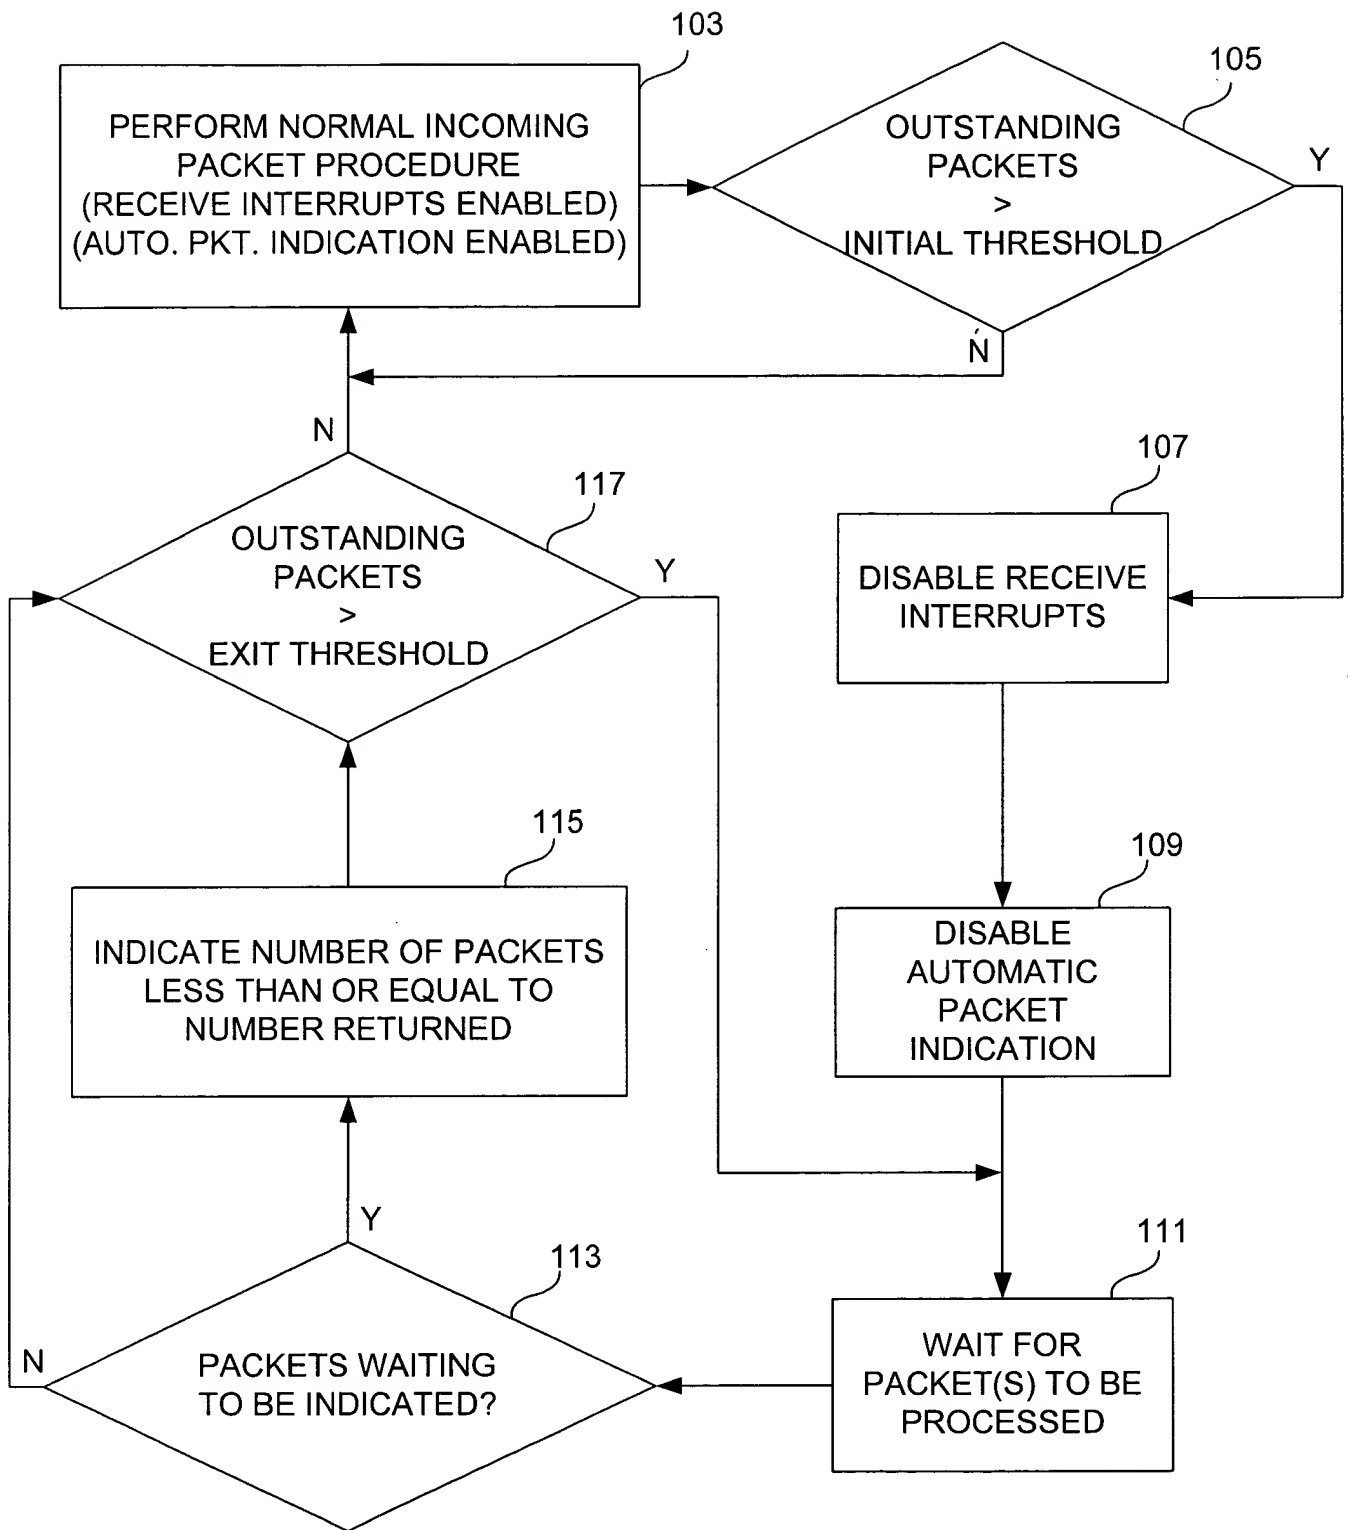 103
PERFORM NORMAL INCOMING
PACKET PROCEDURE
(RECEIVE INTERRUPTS ENABLED)
(AUTO. PKT. INDICATION ENABLED)
105
OUTSTANDING
PACKETS
>
INITIAL THRESHOLD
Y
N
N
117
OUTSTANDING
PACKETS
>
EXIT THRESHOLD
Y
107
DISABLE RECEIVE
INTERRUPTS
115
INDICATE NUMBER OF PACKETS
LESS THAN OR EQUAL TO
NUMBER RETURNED
109
DISABLE
AUTOMATIC
PACKET
INDICATION
Y
113
PACKETS WAITING
TO BE INDICATED?
N
111
WAIT FOR
PACKET(S) TO BE
PROCESSED